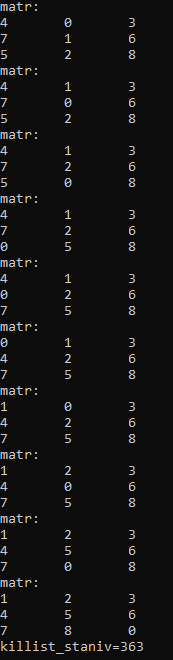 matr:
4 0 3
7 1 6
5 2 8
matr:
4 1 3
7 0 6
5 2 8
matr:
4 1 3
7 2 6
5 0 8
matr:
4 1 3
7 2 6
0 5 8
matr:
4 1 3
0 2 6
7 5 8
matr:
0 1 3
4 2 6
7 5 8
matr:
1 0 3
4 2 6
7 5 8
matr:
1 2 3
4 0 6
7 5 8
matr:
1 2 3
4 5 6
7 0 8
matr:
1 2 3
4 5 6
7 8 0
killist_staniv=363